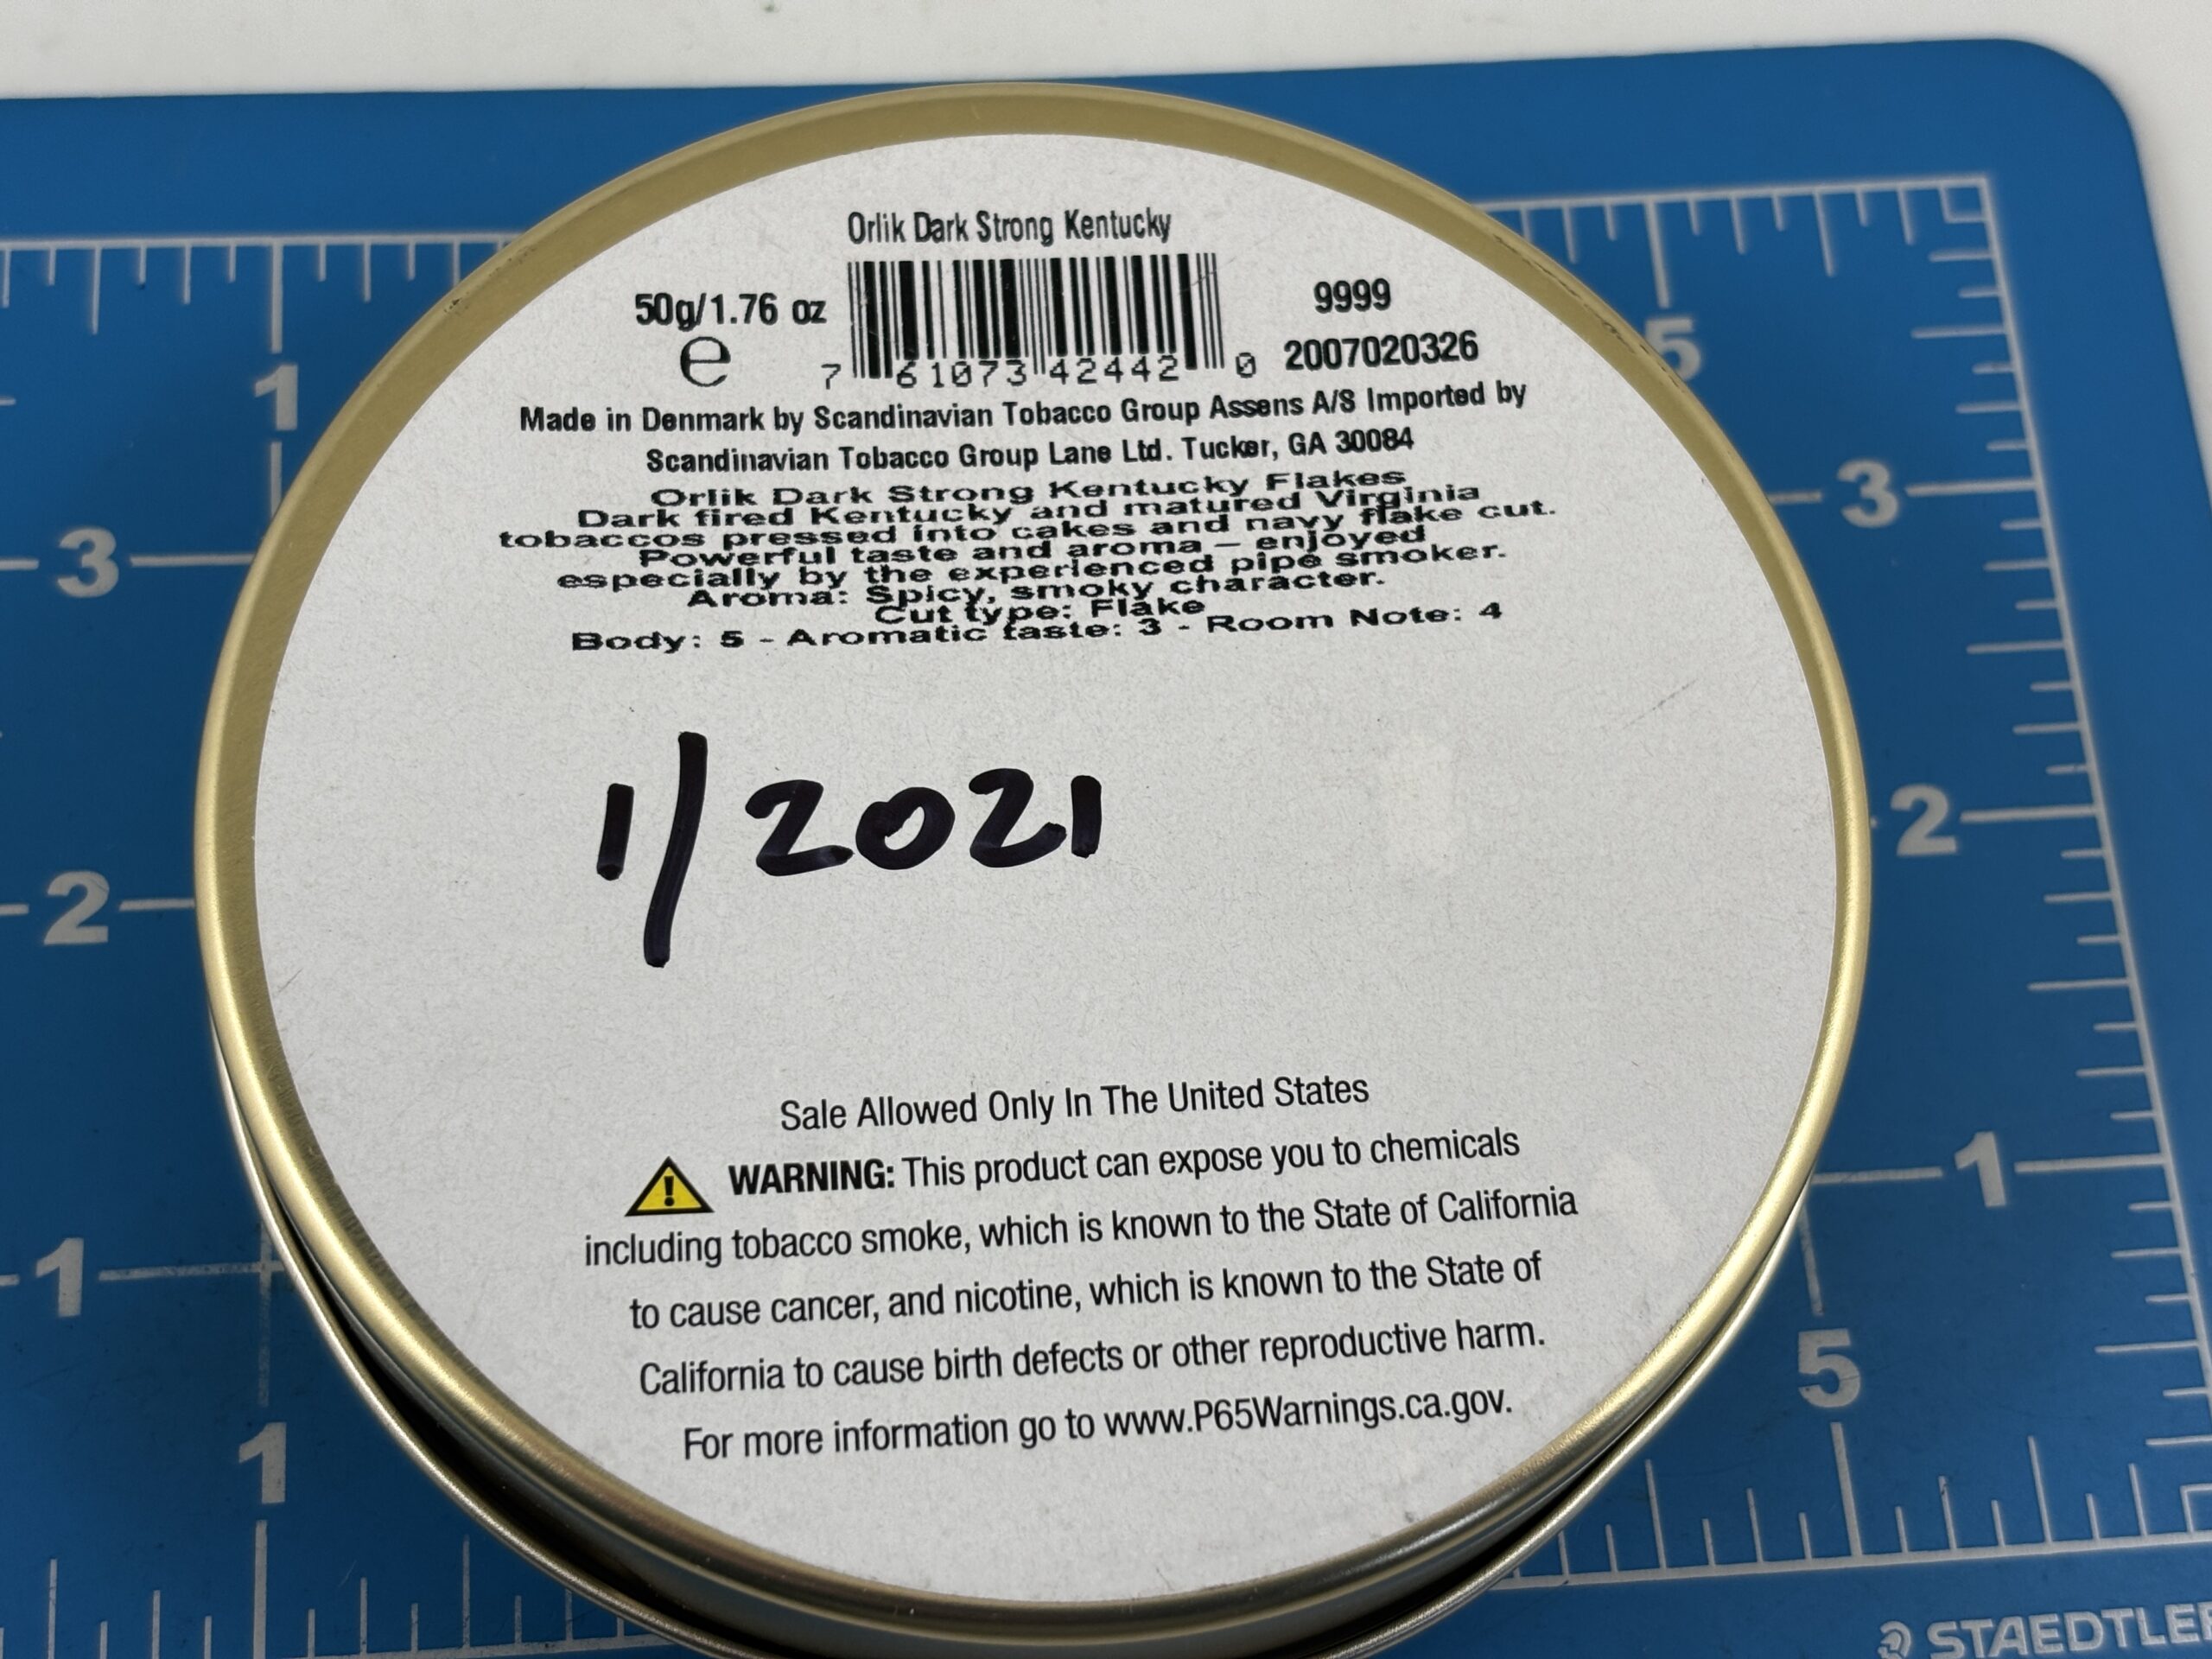 Orlik Dark Strong Kentucky
50g/1.76 oz
e
7 61073 42442 0
9999
2007020326
Made in Denmark by Scandinavian Tobacco Group Assens A/S Imported by
Scandinavian Tobacco Group Lane Ltd. Tucker, GA 30084
Orlik Dark Strong Kentucky Flakes
Dark fired Kentucky and matured Virginia
tobaccos pressed into cakes and navy flake cut.
Powerful taste and aroma – enjoyed
especially by the experienced pipe smoker.
Aroma: Spicy, smoky character.
Cut type: Flake
Body: 5 - Aromatic taste: 3 - Room Note: 4
1/2021
Sale Allowed Only In The United States
WARNING: This product can expose you to chemicals
including tobacco smoke, which is known to the State of California
to cause cancer, and nicotine, which is known to the State of
California to cause birth defects or other reproductive harm.
For more information go to www.P65Warnings.ca.gov.
1
3
2
1
1
5
3
2
1
5
STAEDTLER